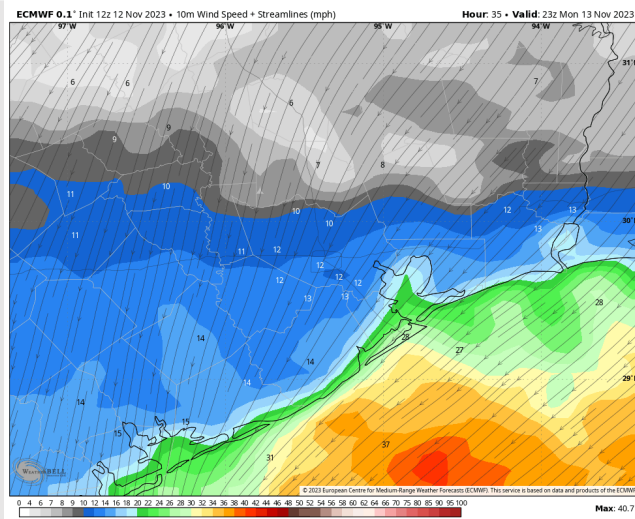 ECMWF 0.1° Init 12z 12 Nov 2023 • 10m Wind Speed + Streamlines (mph)
Hour: 35 • Valid: 23z Mon 13 Nov 2023
97°W 96°W 95°W 94°W
31°
6 6 7
6
9 9
7 8
11 10
10 12 13
30°
10
11 13
11 12
12
12 12 12
13 13
28
14 28
27
14
29°
14
14
15 15
37
31
WeatherBELL
© 2023 European Centre for Medium-Range Weather Forecasts (ECMWF). This service is based on data and products of the ECMWF
0 4 6 7 8 9 10 12 14 16 18 20 22 24 26 28 30 32 34 36 38 40 42 44 46 48 50 52 54 56 58 60 62 64 66 70 75 80 85 90 95 100
Max: 40.7